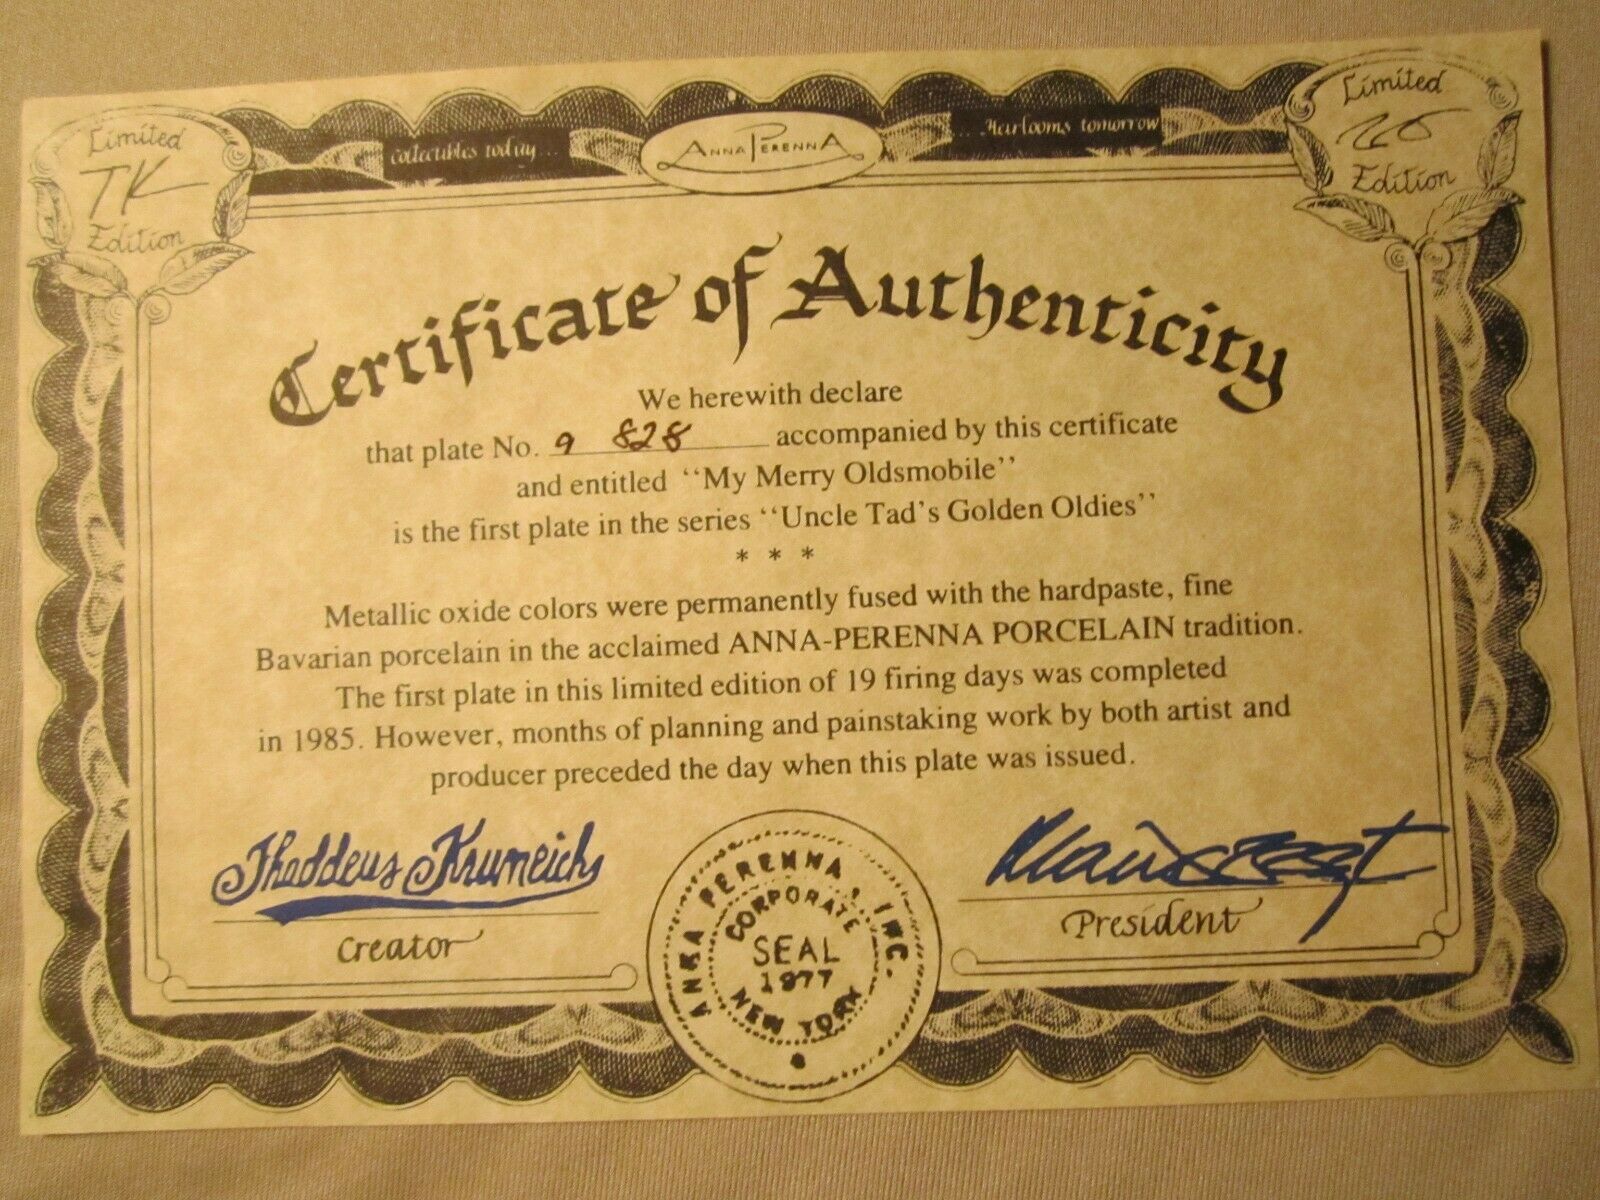 Limited
TK
Edition
Collectibles today...
ANNA PERENNA
...Heirlooms tomorrow
Limited
Edition
Certificate of Authenticity
We herewith declare
that plate No. 9 828 accompanied by this certificate
and entitled "My Merry Oldsmobile"
is the first plate in the series "Uncle Tad's Golden Oldies"
* * *
Metallic oxide colors were permanently fused with the hardpaste, fine
Bavarian porcelain in the acclaimed ANNA-PERENNA PORCELAIN tradition.
The first plate in this limited edition of 19 firing days was completed
in 1985. However, months of planning and painstaking work by both artist and
producer preceded the day when this plate was issued.
Thaddeus Krumeich
Creator
President
ANNA PERENNA, INC.
CORPORATE
SEAL
1977
NEW YORK